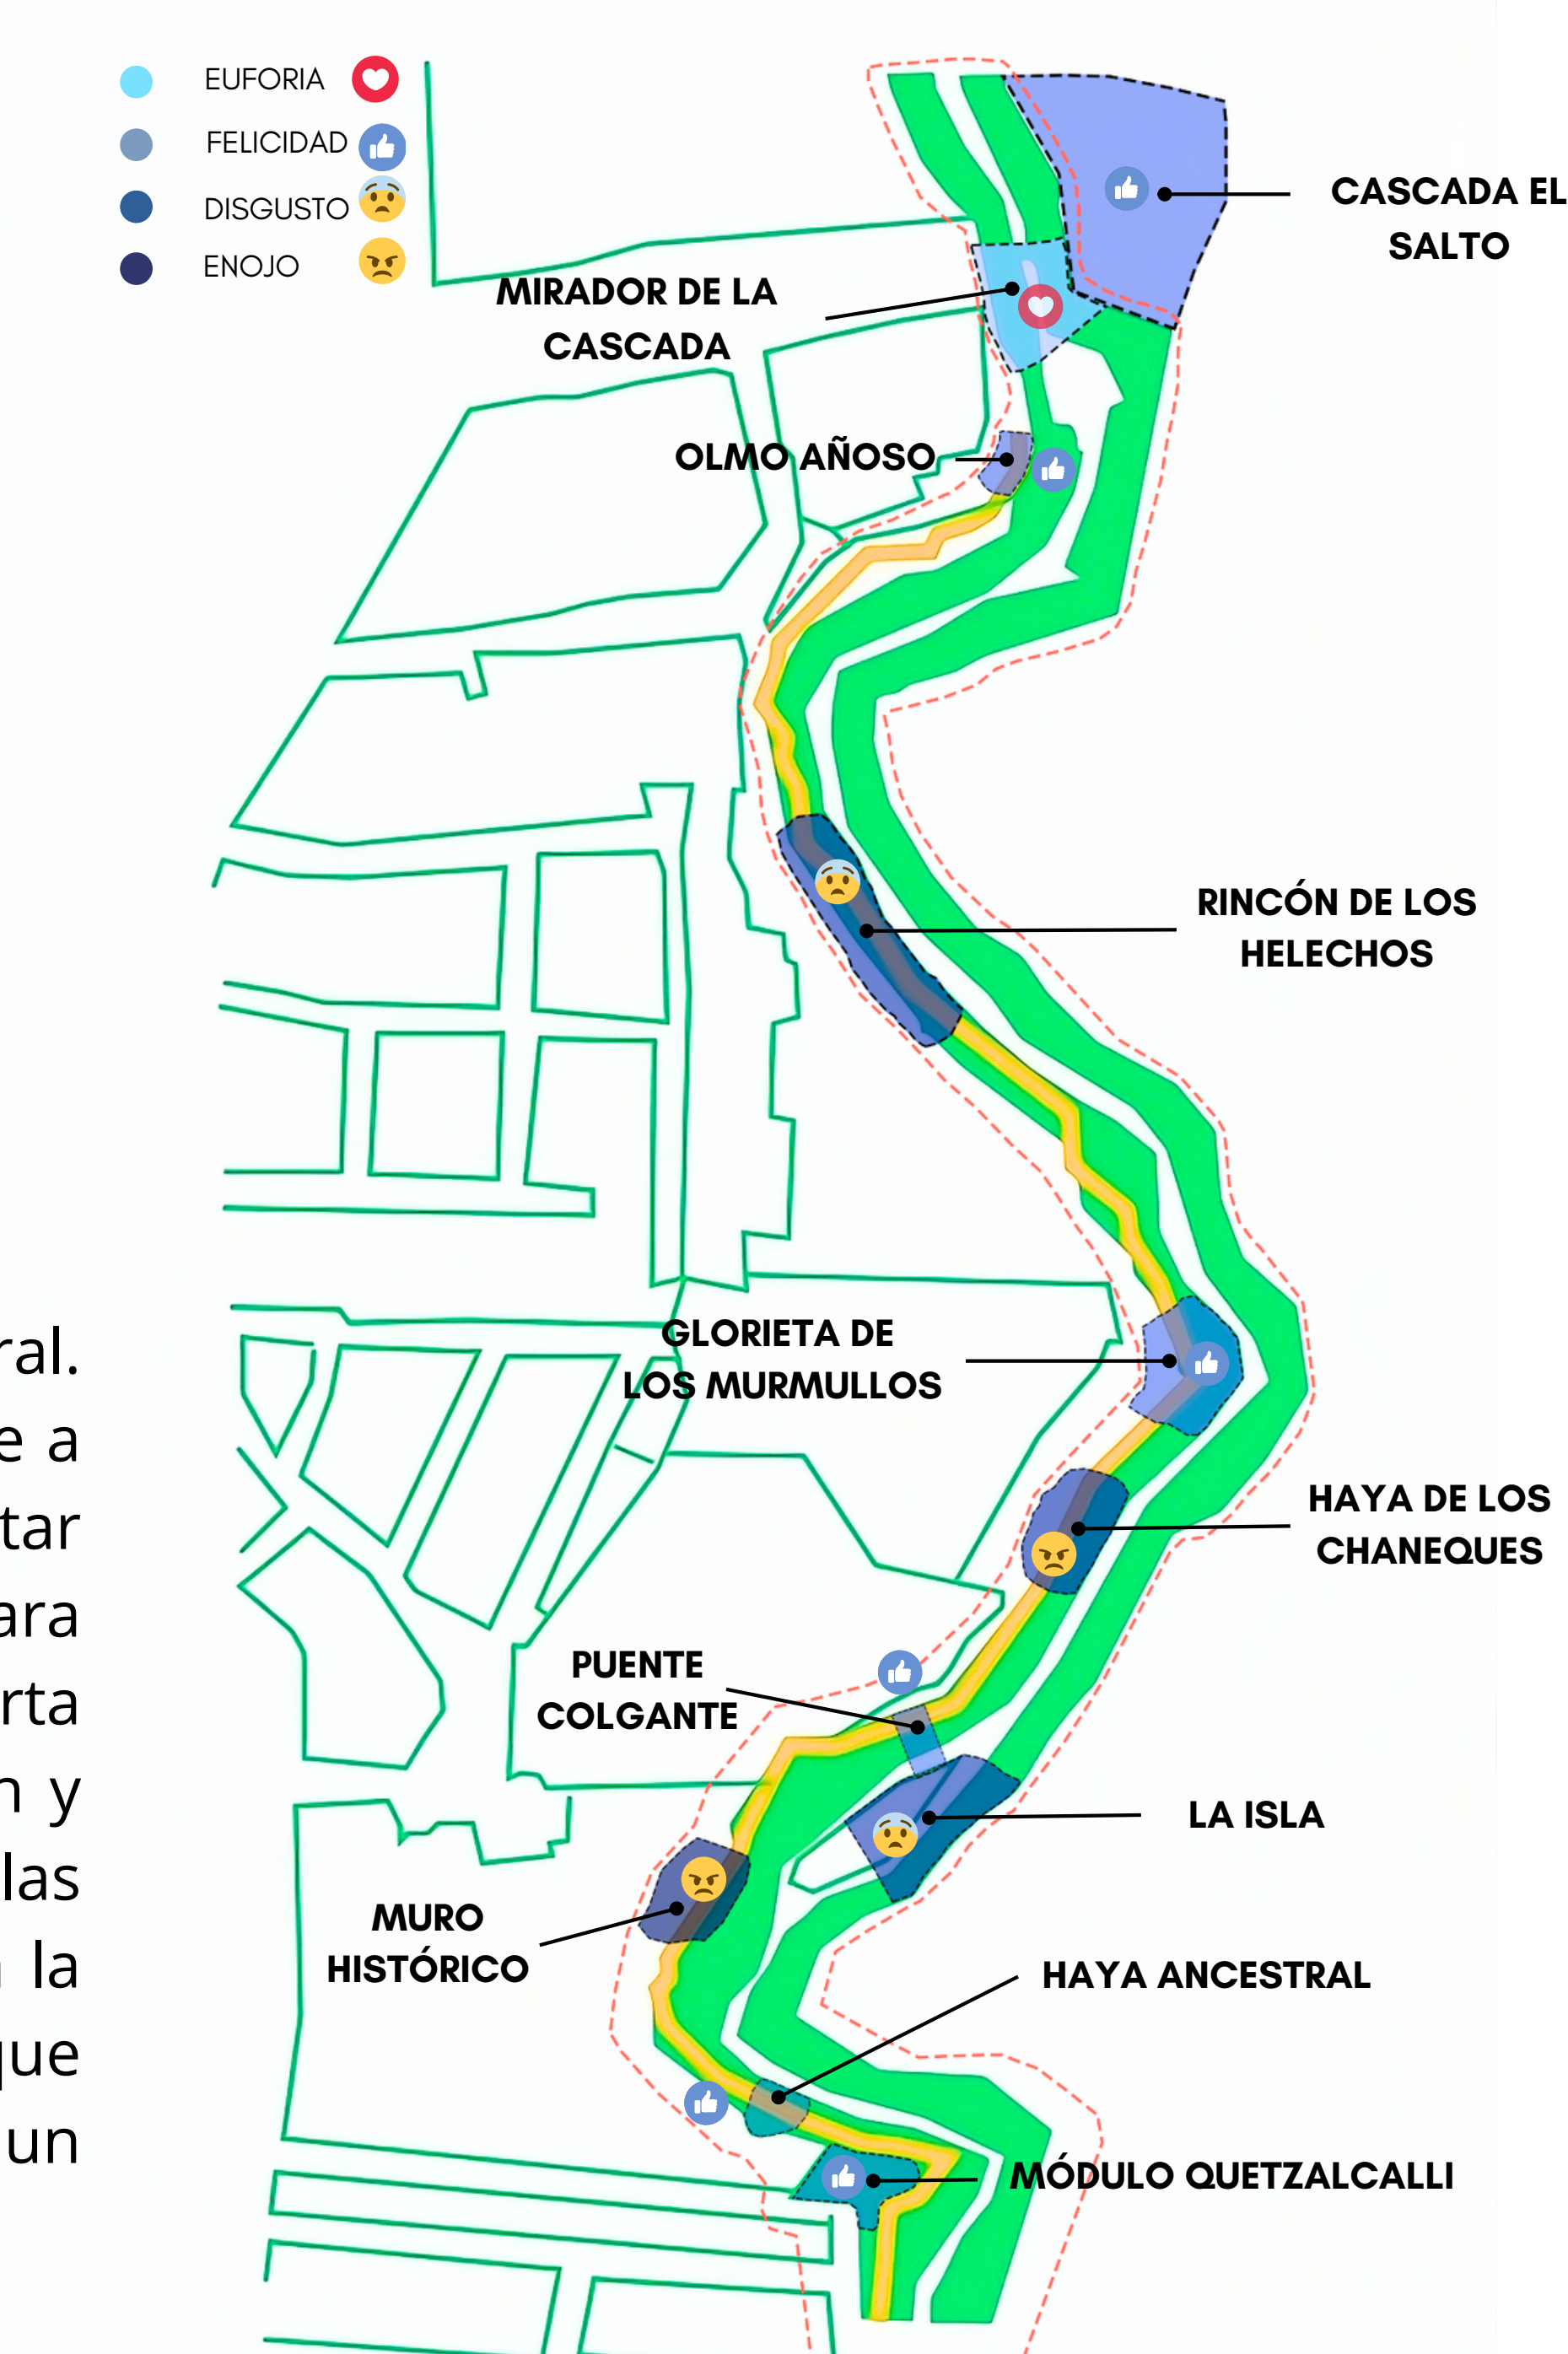 EUFORIA
FELICIDAD
DISGUSTO
ENOJO
CASCADA EL
SALTO
MIRADOR DE LA
CASCADA
OLMO AÑOSO
RINCÓN DE LOS
HELECHOS
GLORIETA DE
LOS MURMULLOS
HAYA DE LOS
CHANEQUES
PUENTE
COLGANTE
LA ISLA
MURO
HISTÓRICO
HAYA ANCESTRAL
MÓDULO QUETZALCALLI
ral.
e a
tar
ara
rta
n y
las
la
que
un